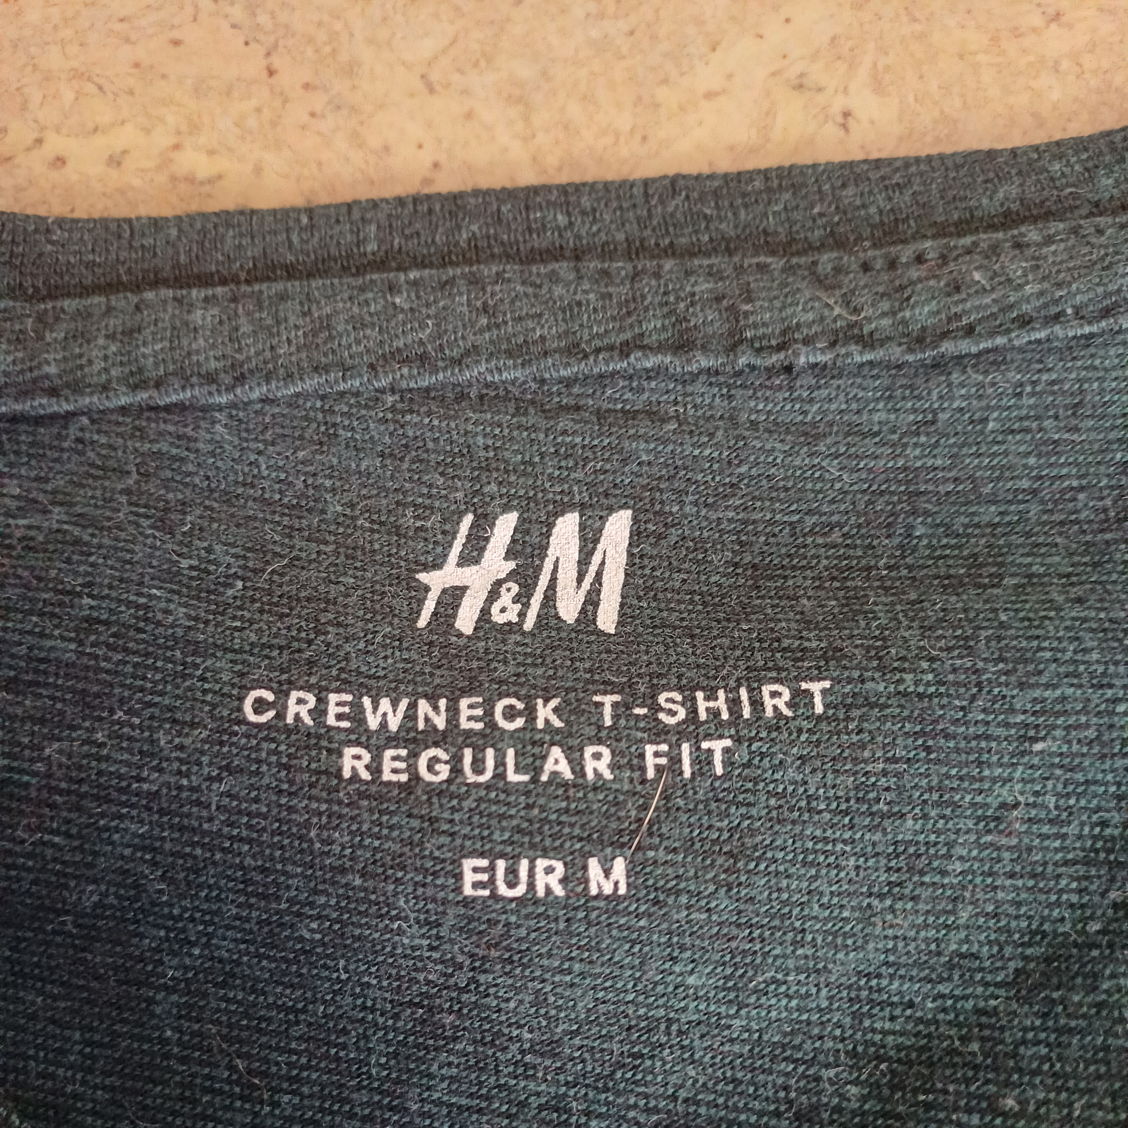 H&M
CREWNECK T-SHIRT
REGULAR FIT
EUR M